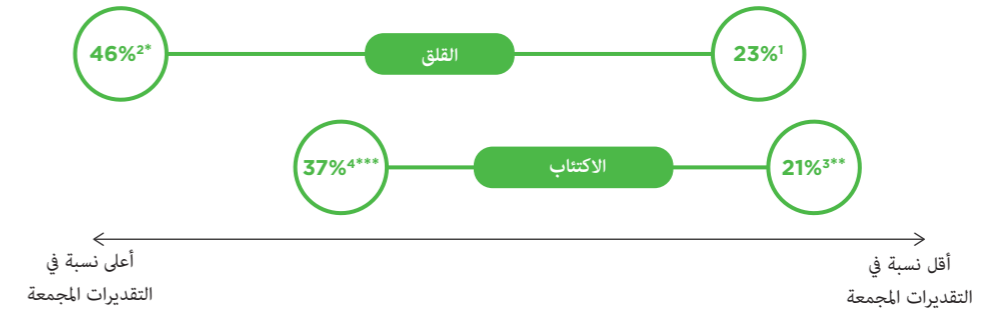 23%¹ القلق 46%²*
21%³** الاكتئاب 37%⁴***
أقل نسبة في
التقديرات المجمعة
أعلى نسبة في
التقديرات المجمعة